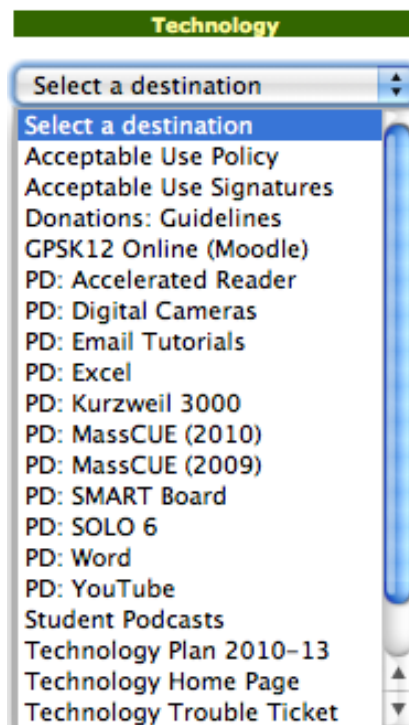 Technology
Select a destination
Select a destination
Acceptable Use Policy
Acceptable Use Signatures
Donations: Guidelines
GPSK12 Online (Moodle)
PD: Accelerated Reader
PD: Digital Cameras
PD: Email Tutorials
PD: Excel
PD: Kurzweil 3000
PD: MassCUE (2010)
PD: MassCUE (2009)
PD: SMART Board
PD: SOLO 6
PD: Word
PD: YouTube
Student Podcasts
Technology Plan 2010-13
Technology Home Page
Technology Trouble Ticket